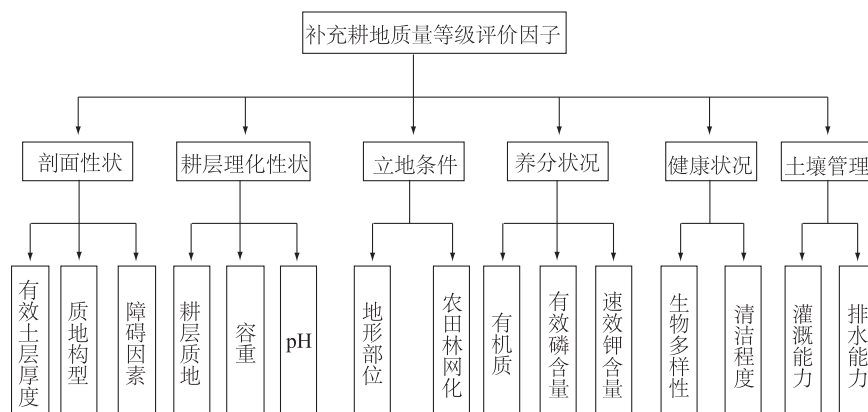 补充耕地质量等级评价因子
剖面性状
耕层理化性状
立地条件
养分状况
健康状况
土壤管理
有效土层厚度
质地构型
障碍因素
耕层质地
容重
pH
地形部位
农田林网化
有机质
有效磷含量
速效钾含量
生物多样性
清洁程度
灌溉能力
排水能力